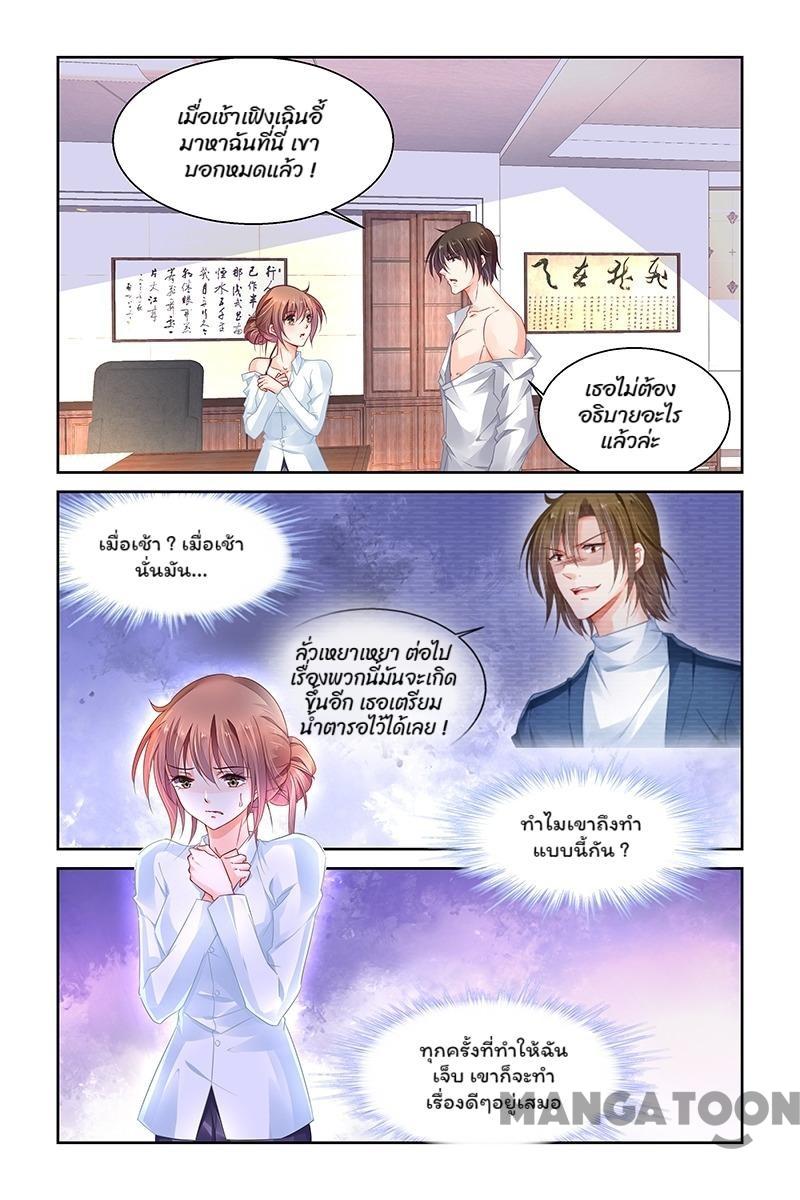 เมื่อเช้าเฟิงเฉินอี้
มาหาฉันที่นี่ เขา
บอกหมดแล้ว !
เธอไม่ต้อง
อธิบายอะไร
แล้วล่ะ
เมื่อเช้า ? เมื่อเช้า
นั่นมัน...
ลั่วเหยาเหยา ต่อไป
เรื่องพวกนี้มันจะเกิด
ขึ้นอีก เธอเตรียม
น้ำตารอไว้ได้เลย !
ทำไมเขาถึงทำ
แบบนี้กัน ?
ทุกครั้งที่ทำให้ฉัน
เจ็บ เขาก็จะทำ
เรื่องดีๆอยู่เสมอ
MANGATOON